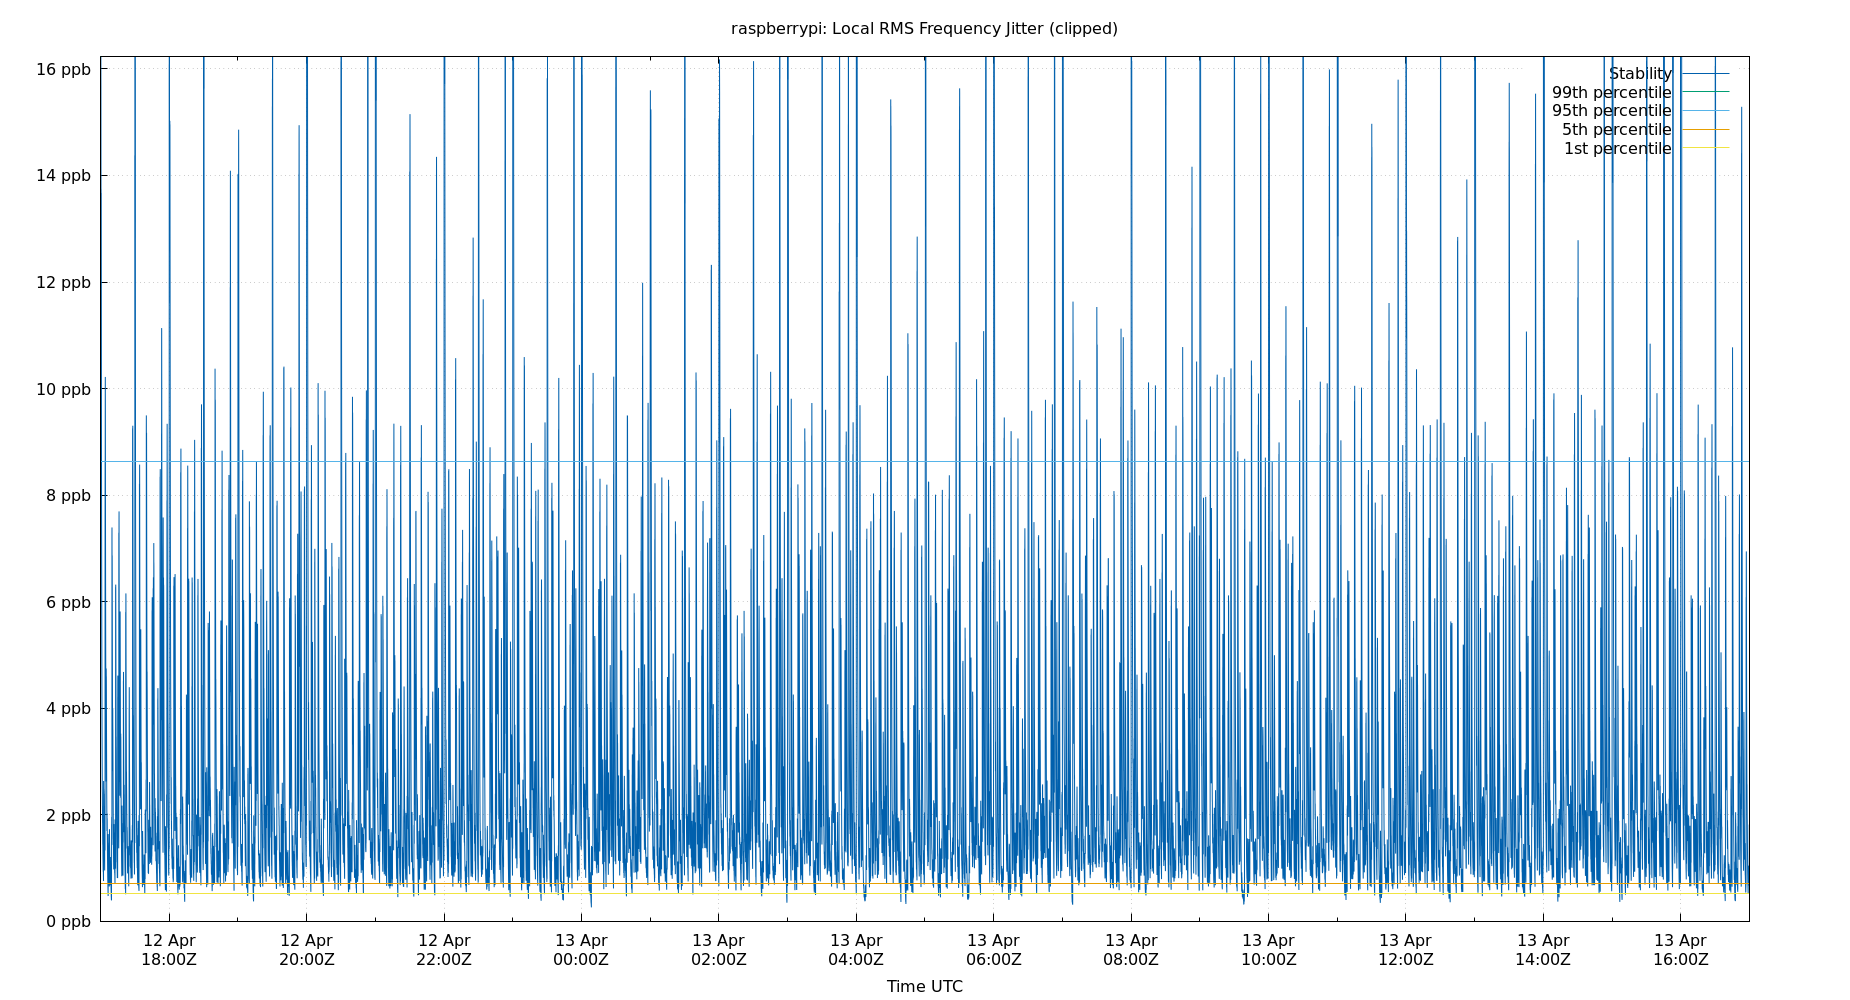 raspberrypi: Local RMS Frequency Jitter (clipped)
16 ppb
14 ppb
12 ppb
10 ppb
8 ppb
6 ppb
4 ppb
2 ppb
0 ppb
Stability
99th percentile
95th percentile
5th percentile
1st percentile
12 Apr 12 Apr 12 Apr 13 Apr 13 Apr 13 Apr 13 Apr 13 Apr 13 Apr 13 Apr 13 Apr 13 Apr
18:00Z 20:00Z 22:00Z 00:00Z 02:00Z 04:00Z 06:00Z 08:00Z 10:00Z 12:00Z 14:00Z 16:00Z
Time UTC